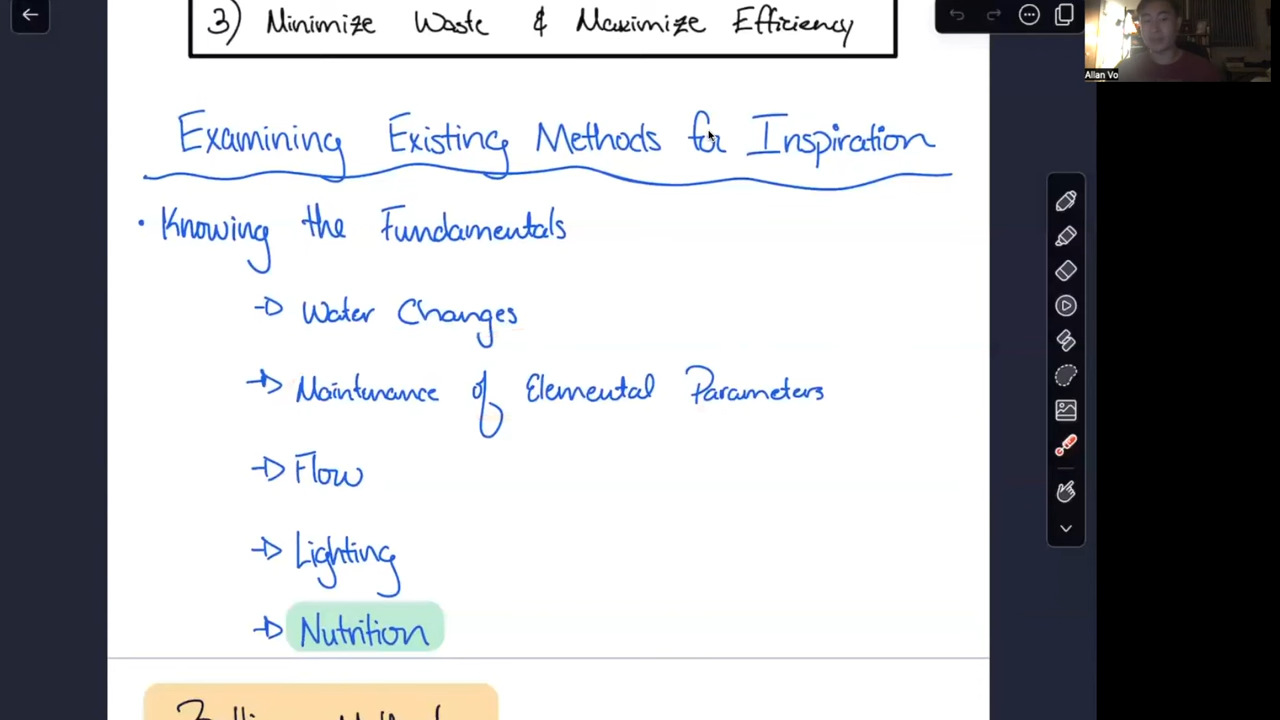 3) Minimize Waste & Maximize Efficiency
Allan Vo
Examining Existing Methods for Inspiration
• Knowing the Fundamentals
→ Water Changes
→ Maintenance of Elemental Parameters
→ Flow
→ Lighting
→ Nutrition